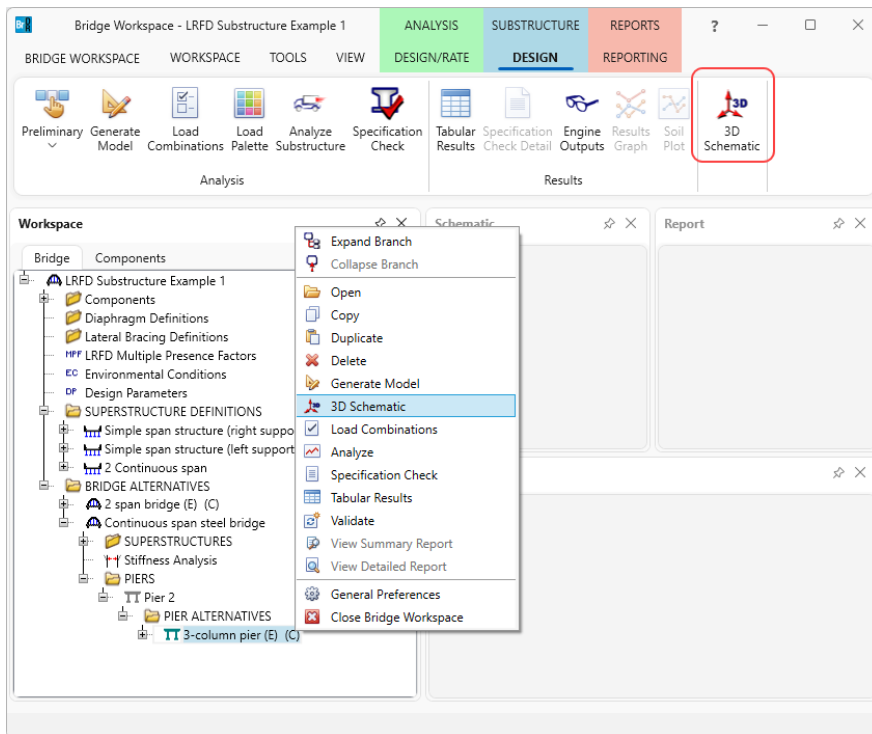 Br R
Bridge Workspace - LRFD Substructure Example 1
ANALYSIS
SUBSTRUCTURE
REPORTS
?
BRIDGE WORKSPACE
WORKSPACE
TOOLS
VIEW
DESIGN/RATE
DESIGN
REPORTING
Preliminary
Generate
Model
Load
Combinations
Load
Palette
Analyze
Substructure
Specification
Check
Tabular
Results
Specification
Check Detail
Engine
Outputs
Results
Graph
Soil
Plot
3D
3D
Schematic
Analysis
Results
Workspace
Schematic
Report
Bridge
Components
LRFD Substructure Example 1
Components
Diaphragm Definitions
Lateral Bracing Definitions
MPF LRFD Multiple Presence Factors
EC Environmental Conditions
DP Design Parameters
SUPERSTRUCTURE DEFINITIONS
Simple span structure (right suppo
Simple span structure (left support
2 Continuous span
BRIDGE ALTERNATIVES
2 span bridge (E) (C)
Continuous span steel bridge
SUPERSTRUCTURES
Stiffness Analysis
PIERS
Pier 2
PIER ALTERNATIVES
3-column pier (E) (C)
Expand Branch
Collapse Branch
Open
Copy
Duplicate
Delete
Generate Model
3D Schematic
Load Combinations
Analyze
Specification Check
Tabular Results
Validate
View Summary Report
View Detailed Report
General Preferences
Close Bridge Workspace